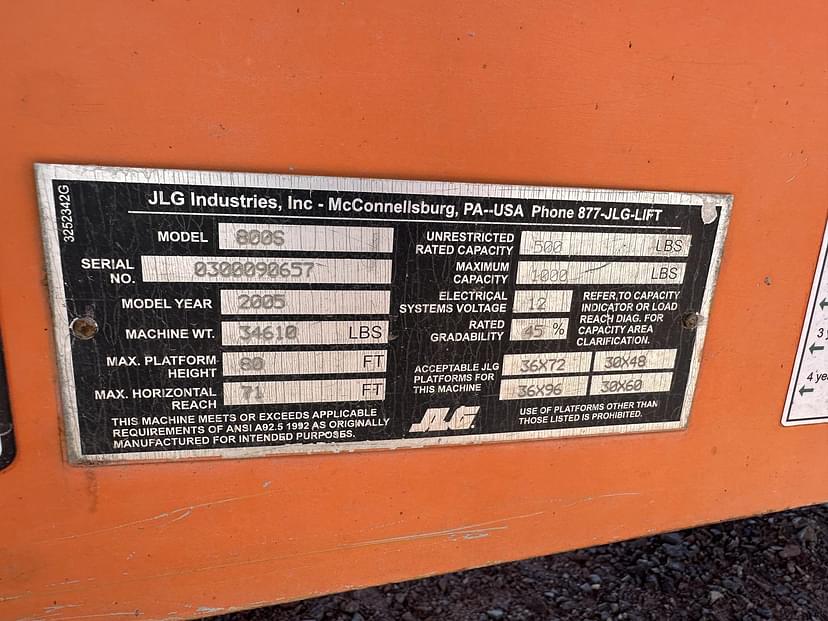 3252342G
JLG Industries, Inc - McConnellsburg, PA--USA Phone 877-JLG-LIFT
MODEL 800S
SERIAL NO. 0300090657
MODEL YEAR 2005
MACHINE WT. 34610 LBS
MAX. PLATFORM HEIGHT 80 FT
MAX. HORIZONTAL REACH 71 FT
THIS MACHINE MEETS OR EXCEEDS APPLICABLE
REQUIREMENTS OF ANSI A92.5 1992 AS ORIGINALLY
MANUFACTURED FOR INTENDED PURPOSES.
UNRESTRICTED RATED CAPACITY 500 LBS
MAXIMUM CAPACITY 1000 LBS
ELECTRICAL SYSTEMS VOLTAGE 12
RATED GRADABILITY 45 %
REFER TO CAPACITY
INDICATOR OR LOAD
REACH DIAG. FOR
CAPACITY AREA
CLARIFICATION.
ACCEPTABLE JLG
PLATFORMS FOR
THIS MACHINE
36X72 30X48
36X96 30X60
JLG
USE OF PLATFORMS OTHER THAN
THOSE LISTED IS PROHIBITED.
3 y
4 ye